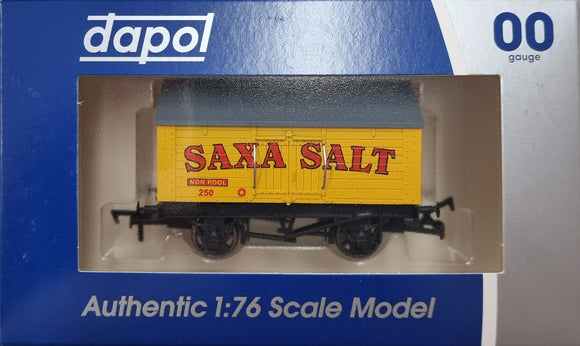 dapol
00
gauge
SAXA SALT
NON POOL
250
Authentic 1:76 Scale Model